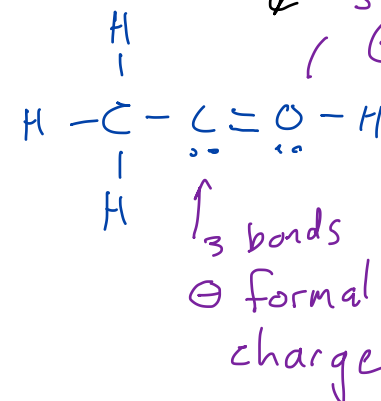 H
H – C – C = O – H
H
3 bonds
⊖ formal
charge